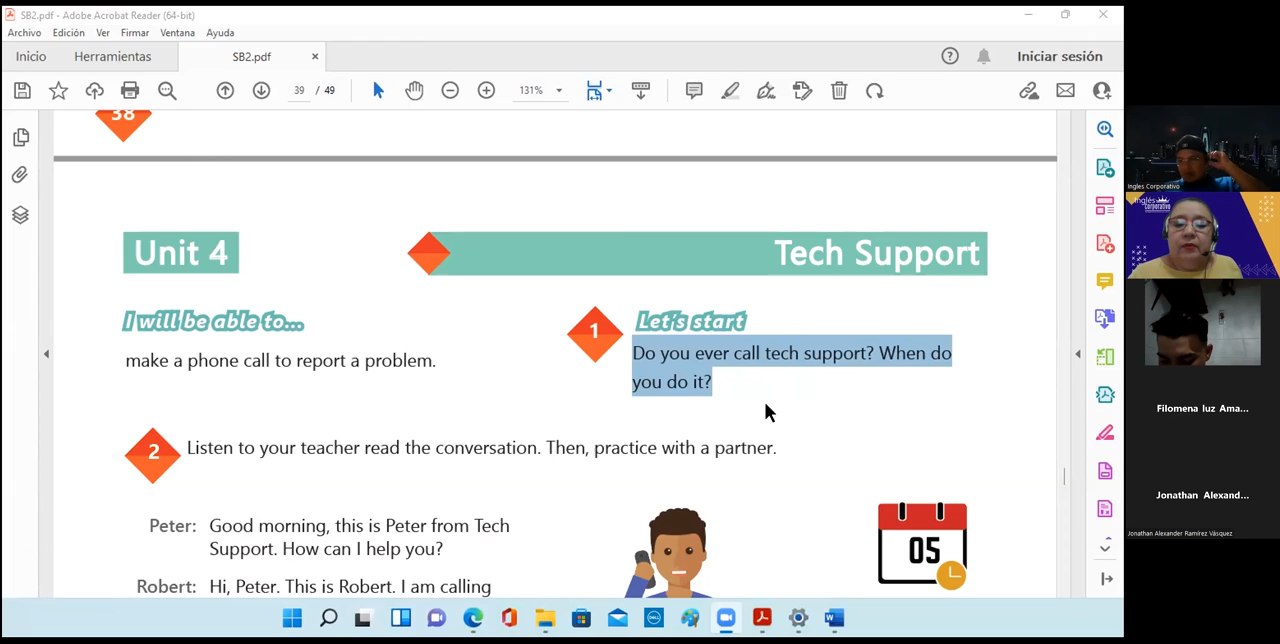 SB2.pdf - Adobe Acrobat Reader (64-bit)
Archivo Edición Ver Firmar Ventana Ayuda
Inicio Herramientas SB2.pdf × Iniciar sesión
39 / 49 131%
38
Unit 4 Tech Support
I will be able to...
make a phone call to report a problem.
1 Let's start
Do you ever call tech support? When do
you do it?
2 Listen to your teacher read the conversation. Then, practice with a partner.
Peter: Good morning, this is Peter from Tech
Support. How can I help you?
Robert: Hi, Peter. This is Robert. I am calling
05
Ingles Corporativo
Inglés
Corporativo
Filomena luz Ama...
Jonathan Alexand...
Jonathan Alexander Ramírez Vásquez